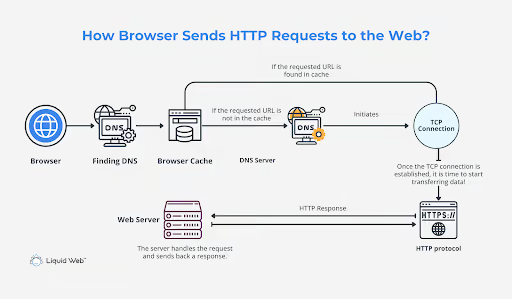 How Browser Sends HTTP Requests to the Web?
If the requested URL is
found in cache
If the requested URL is
not in the cache
Initiates
DNS
DNS
TCP
Connection
Browser
Finding DNS
Browser Cache
DNS Server
Once the TCP connection is
established, it is time to start
transferring data!
HTTP Response
HTTPS://
Web Server
HTTP protocol
The server handles the request
and sends back a response.
Liquid Web™